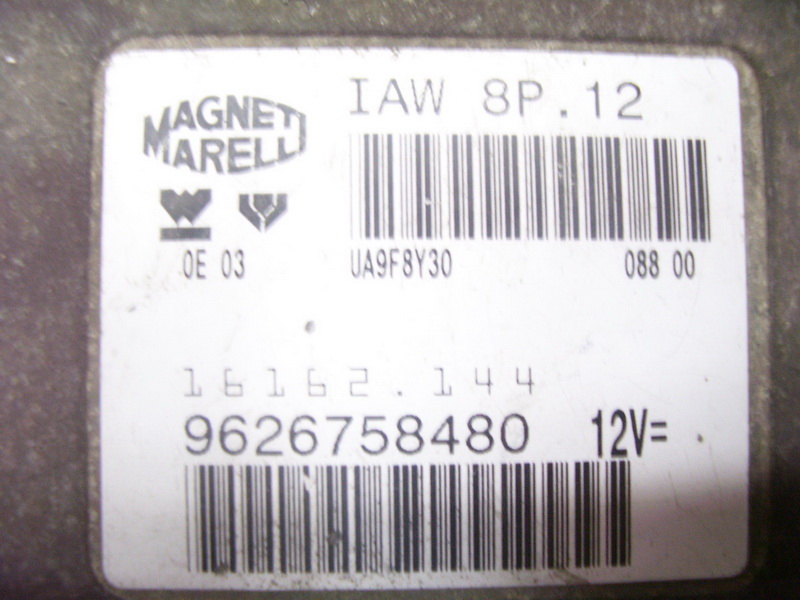 IAW 8P.12
MAGNETI
MARELLI
0E 03 UA9F8Y30 088 00
16162.144
9626758480 12V=